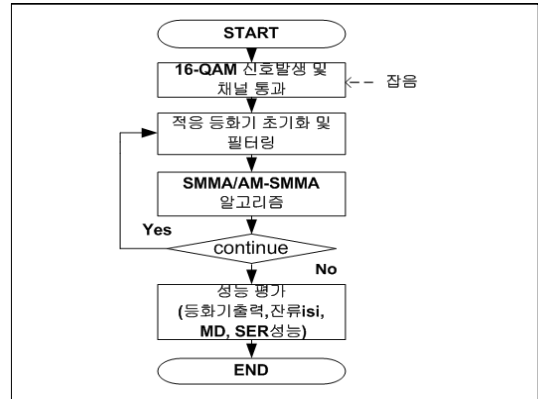 START
16-QAM 신호발생 및
채널 통과
잡음
적응 등화기 초기화 및
필터링
SMMA/AM-SMMA
알고리즘
Yes
continue
No
성능 평가
(등화기출력,잔류isi,
MD, SER성능)
END